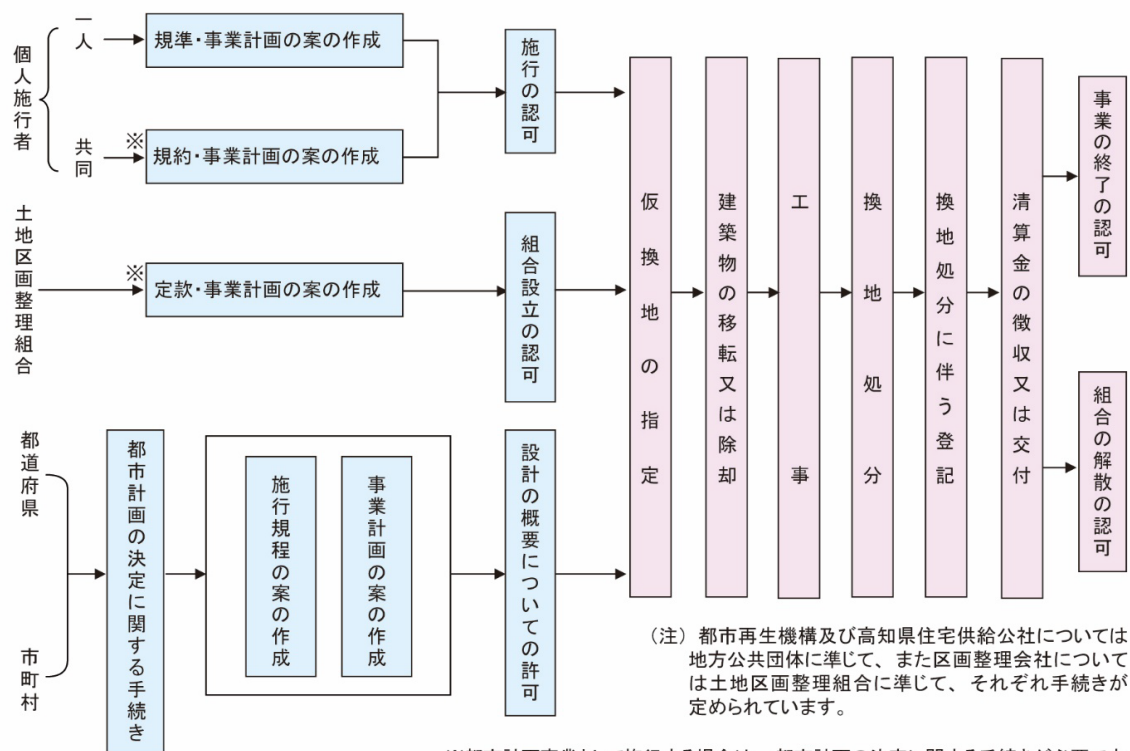 個人施行者
一人
規準・事業計画の案の作成
共同
※
規約・事業計画の案の作成
施行の認可
土地区画整理組合
※
定款・事業計画の案の作成
組合設立の認可
都道府県
市町村
都市計画の決定に関する手続き
施行規程の案の作成
事業計画の案の作成
設計の概要についての許可
仮換地の指定
建築物の移転又は除却
工事
換地処分
換地処分に伴う登記
清算金の徴収又は交付
事業の終了の認可
組合の解散の認可
（注）都市再生機構及び高知県住宅供給公社については
地方公共団体に準じて、また区画整理会社について
は土地区画整理組合に準じて、それぞれ手続きが
定められています。